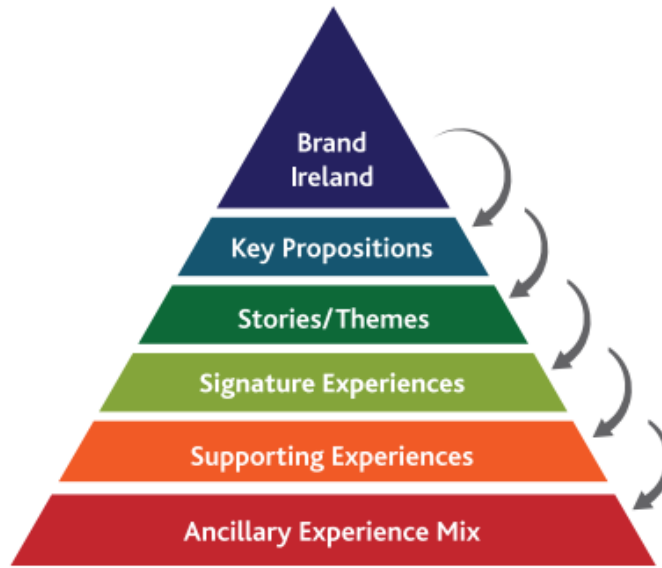 Brand
Ireland
Key Propositions
Stories/Themes
Signature Experiences
Supporting Experiences
Ancillary Experience Mix